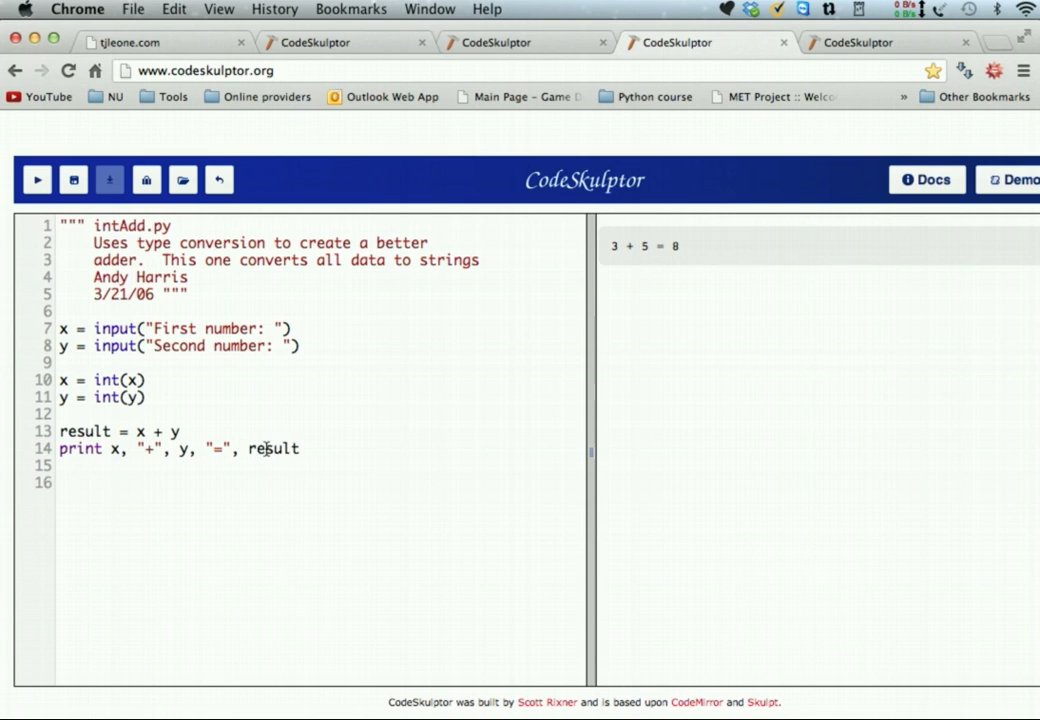 Chrome File Edit View History Bookmarks Window Help 0 B/s
0 B/s
tjleone.com CodeSkulptor CodeSkulptor CodeSkulptor CodeSkulptor
www.codeskulptor.org
YouTube NU Tools Online providers Outlook Web App Main Page - Game D Python course MET Project :: Welco » Other Bookmarks
CodeSkulptor Docs Demo
1 """ intAdd.py
2 Uses type conversion to create a better
3 adder. This one converts all data to strings
4 Andy Harris
5 3/21/06 """
6
7 x = input("First number: ")
8 y = input("Second number: ")
9
10 x = int(x)
11 y = int(y)
12
13 result = x + y
14 print x, "+", y, "=", result
15
16
3 + 5 = 8
CodeSkulptor was built by Scott Rixner and is based upon CodeMirror and Skulpt.